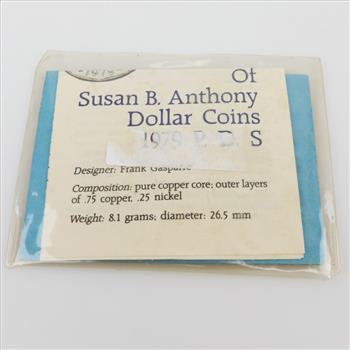 1979
Of
Susan B. Anthony
Dollar Coins
1979 P. D. S
Designer: Frank Gasparro
Composition: pure copper core; outer layers
of .75 copper, .25 nickel
Weight: 8.1 grams; diameter: 26.5 mm